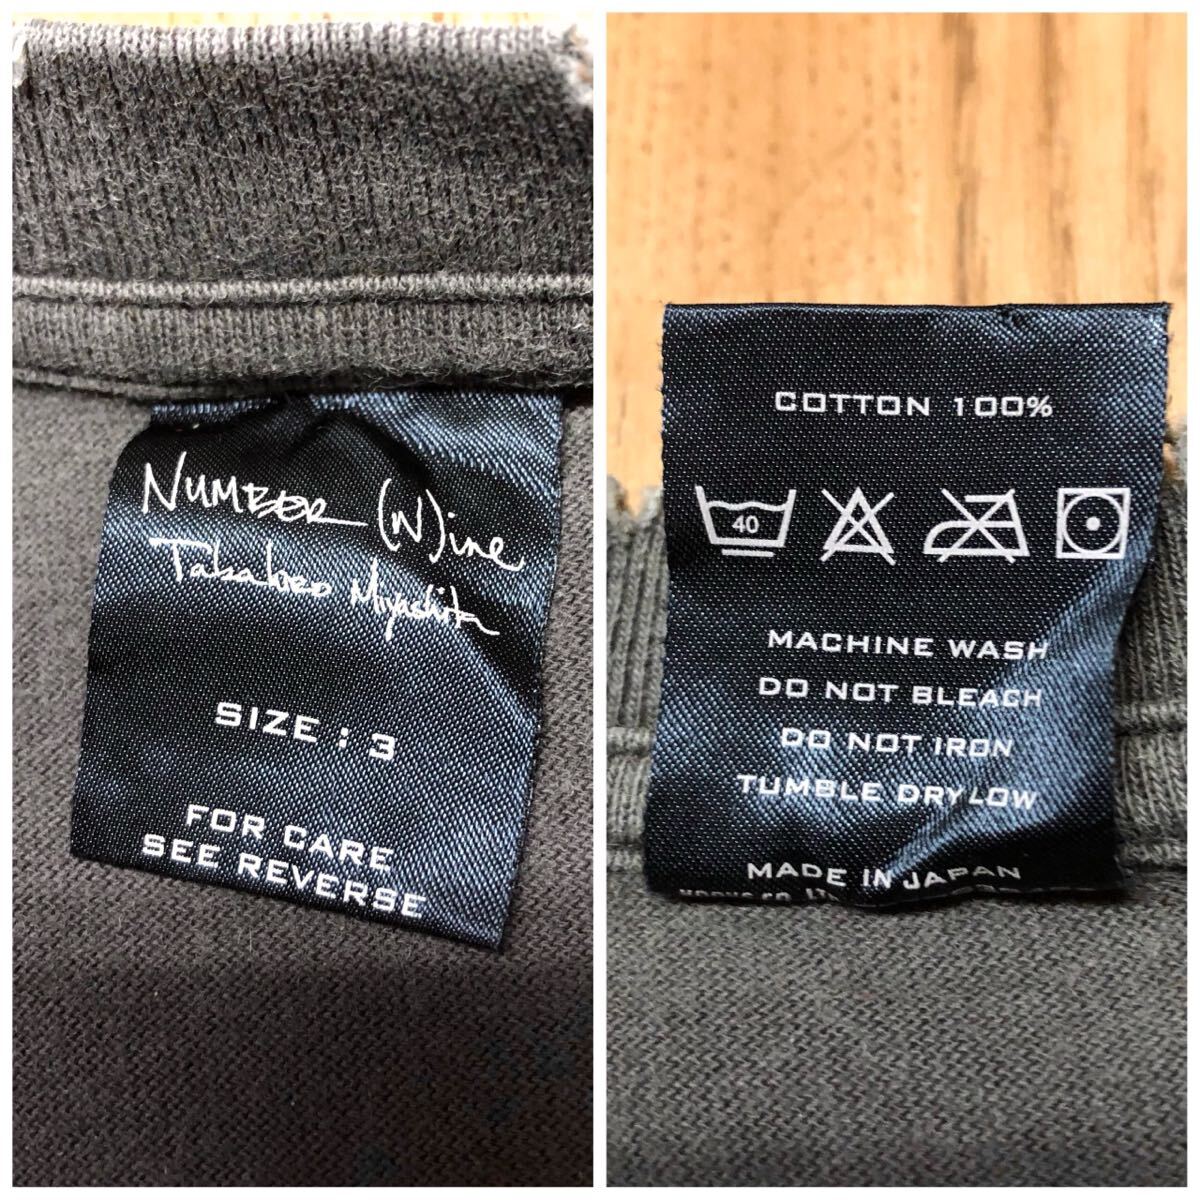 NUMBER (N)ine
Takahiro Miyashita
SIZE : 3
FOR CARE
SEE REVERSE
COTTON 100%
40
MACHINE WASH
DO NOT BLEACH
DO NOT IRON
TUMBLE DRY LOW
MADE IN JAPAN